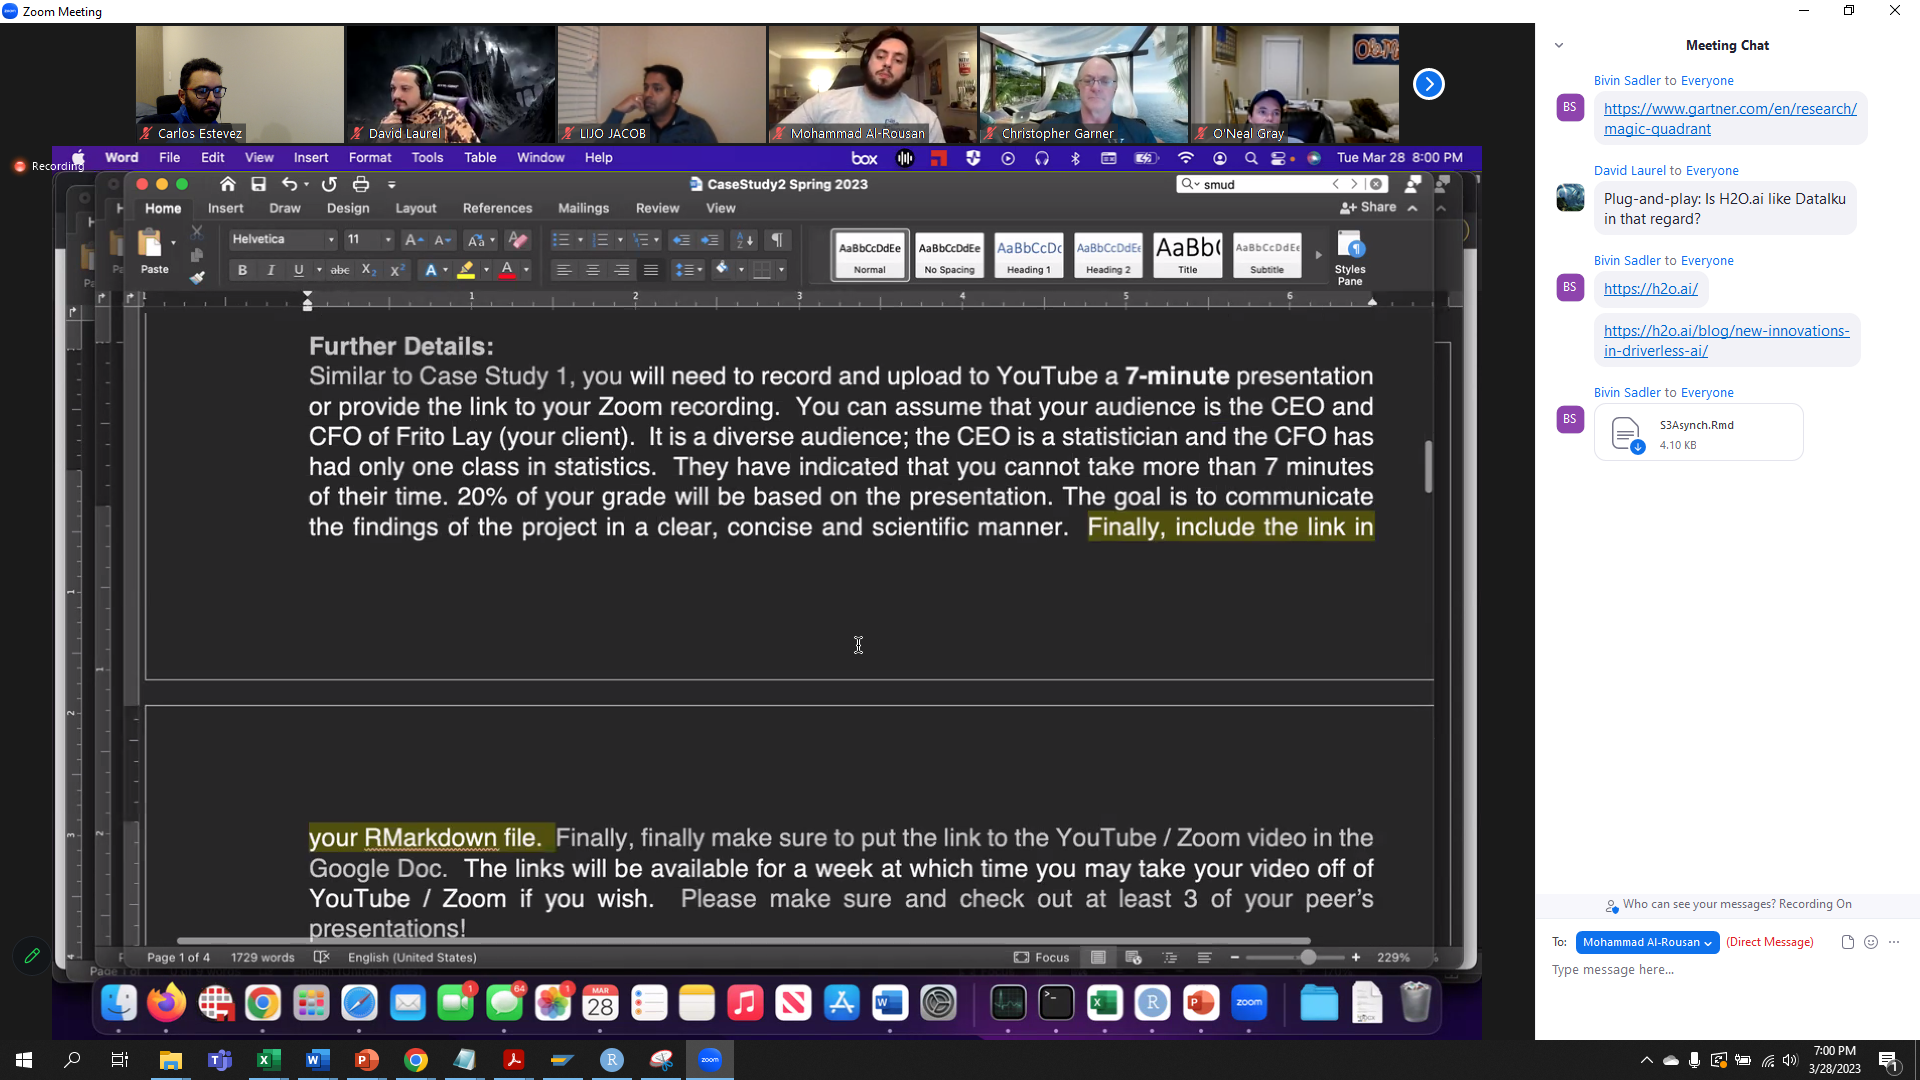 Zoom Meeting
Carlos Estevez
David Laurel
LIJO JACOB
Mohammad Al-Rousan
Christopher Garner
O'Neal Gray
Recording
Word File Edit View Insert Format Tools Table Window Help
box
Tue Mar 28 8:00 PM
CaseStudy2 Spring 2023
smud
Home Insert Draw Design Layout References Mailings Review View
Share
Helvetica 11
Paste
AaBbCcDdEe Normal
AaBbCcDdEe No Spacing
AaBbCcDc Heading 1
AaBbCcDdEe Heading 2
AaBb( Title
AaBbCcDdEe Subtitle
Styles Pane
Further Details:
Similar to Case Study 1, you will need to record and upload to YouTube a 7-minute presentation
or provide the link to your Zoom recording. You can assume that your audience is the CEO and
CFO of Frito Lay (your client). It is a diverse audience; the CEO is a statistician and the CFO has
had only one class in statistics. They have indicated that you cannot take more than 7 minutes
of their time. 20% of your grade will be based on the presentation. The goal is to communicate
the findings of the project in a clear, concise and scientific manner. Finally, include the link in
your RMarkdown file. Finally, finally make sure to put the link to the YouTube / Zoom video in the
Google Doc. The links will be available for a week at which time you may take your video off of
YouTube / Zoom if you wish. Please make sure and check out at least 3 of your peer's
presentations!
Page 1 of 4 1729 words English (United States)
Focus
229%
MAR
28
zoom
Meeting Chat
Bivin Sadler to Everyone
BS
https://www.gartner.com/en/research/
magic-quadrant
David Laurel to Everyone
Plug-and-play: Is H2O.ai like DataIku
in that regard?
Bivin Sadler to Everyone
BS
https://h2o.ai/
https://h2o.ai/blog/new-innovations-
in-driverless-ai/
Bivin Sadler to Everyone
BS
S3Asynch.Rmd
4.10 KB
Who can see your messages? Recording On
To: Mohammad Al-Rousan (Direct Message)
Type message here...
7:00 PM
3/28/2023